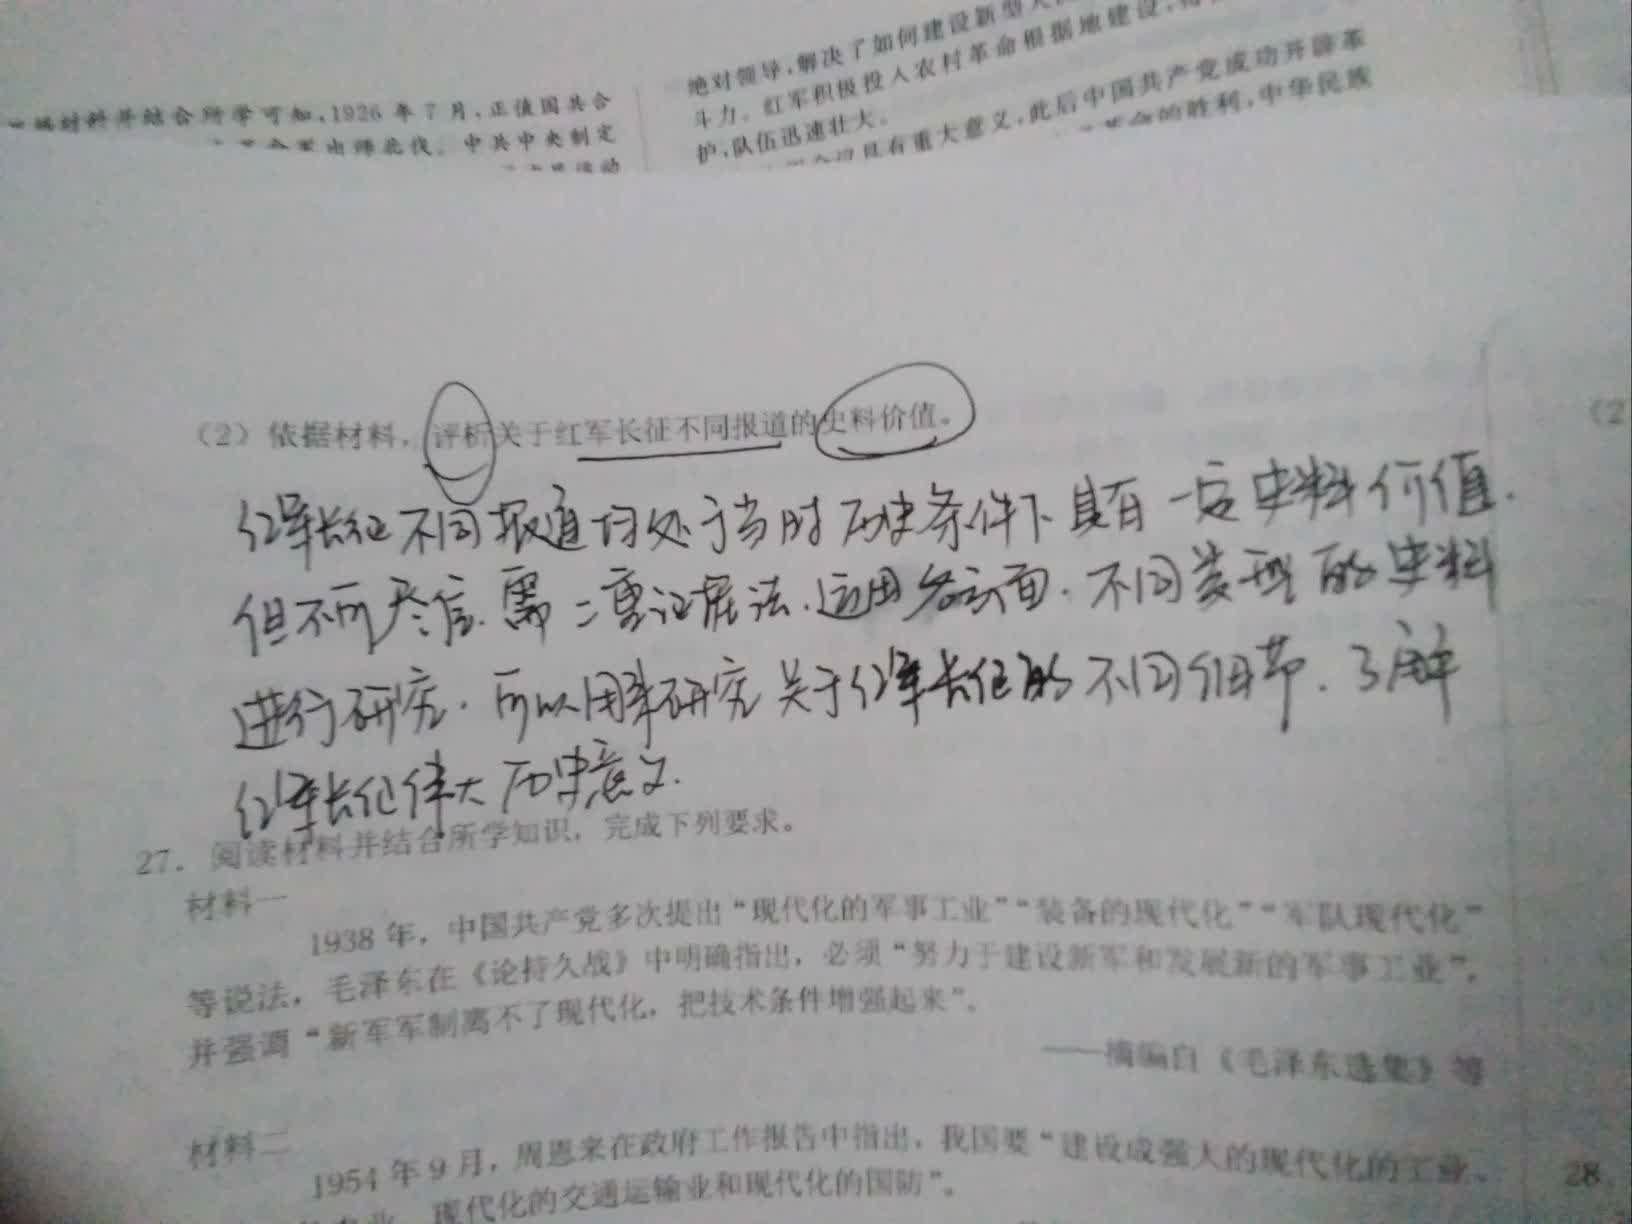 材料并结合所学可知,1926 年 7 月,正值国共合
出师北伐。中共中央制定
绝对领导,解决了如何建设新型人
斗力。红军积极投入农村革命根据地建设,
护,队伍迅速壮大。
具有重大意义,此后中国共产党成功开辟革
革命的胜利,中华民族
(2)依据材料,评析关于红军长征不同报道的史料价值。
红军长征不同报道均处于当时历史条件下具有一定史料价值.
但不可尽信.需二重证据法.运用多方面.不同类型的史料
进行研究.可以用来研究关于红军长征的不同细节.了解
红军长征伟大历史意义.
27. 阅读材料并结合所学知识,完成下列要求。
材料一
1938 年,中国共产党多次提出“现代化的军事工业”“装备的现代化”“军队现代化”
等说法,毛泽东在《论持久战》中明确指出,必须“努力于建设新军和发展新的军事工业”,
并强调“新军军制离不了现代化,把技术条件增强起来”。
——摘编自《毛泽东选集》等
材料二
1954 年 9 月,周恩来在政府工作报告中指出,我国要“建设成强大的现代化的工业、
现代化的交通运输业和现代化的国防”。
(2
28.